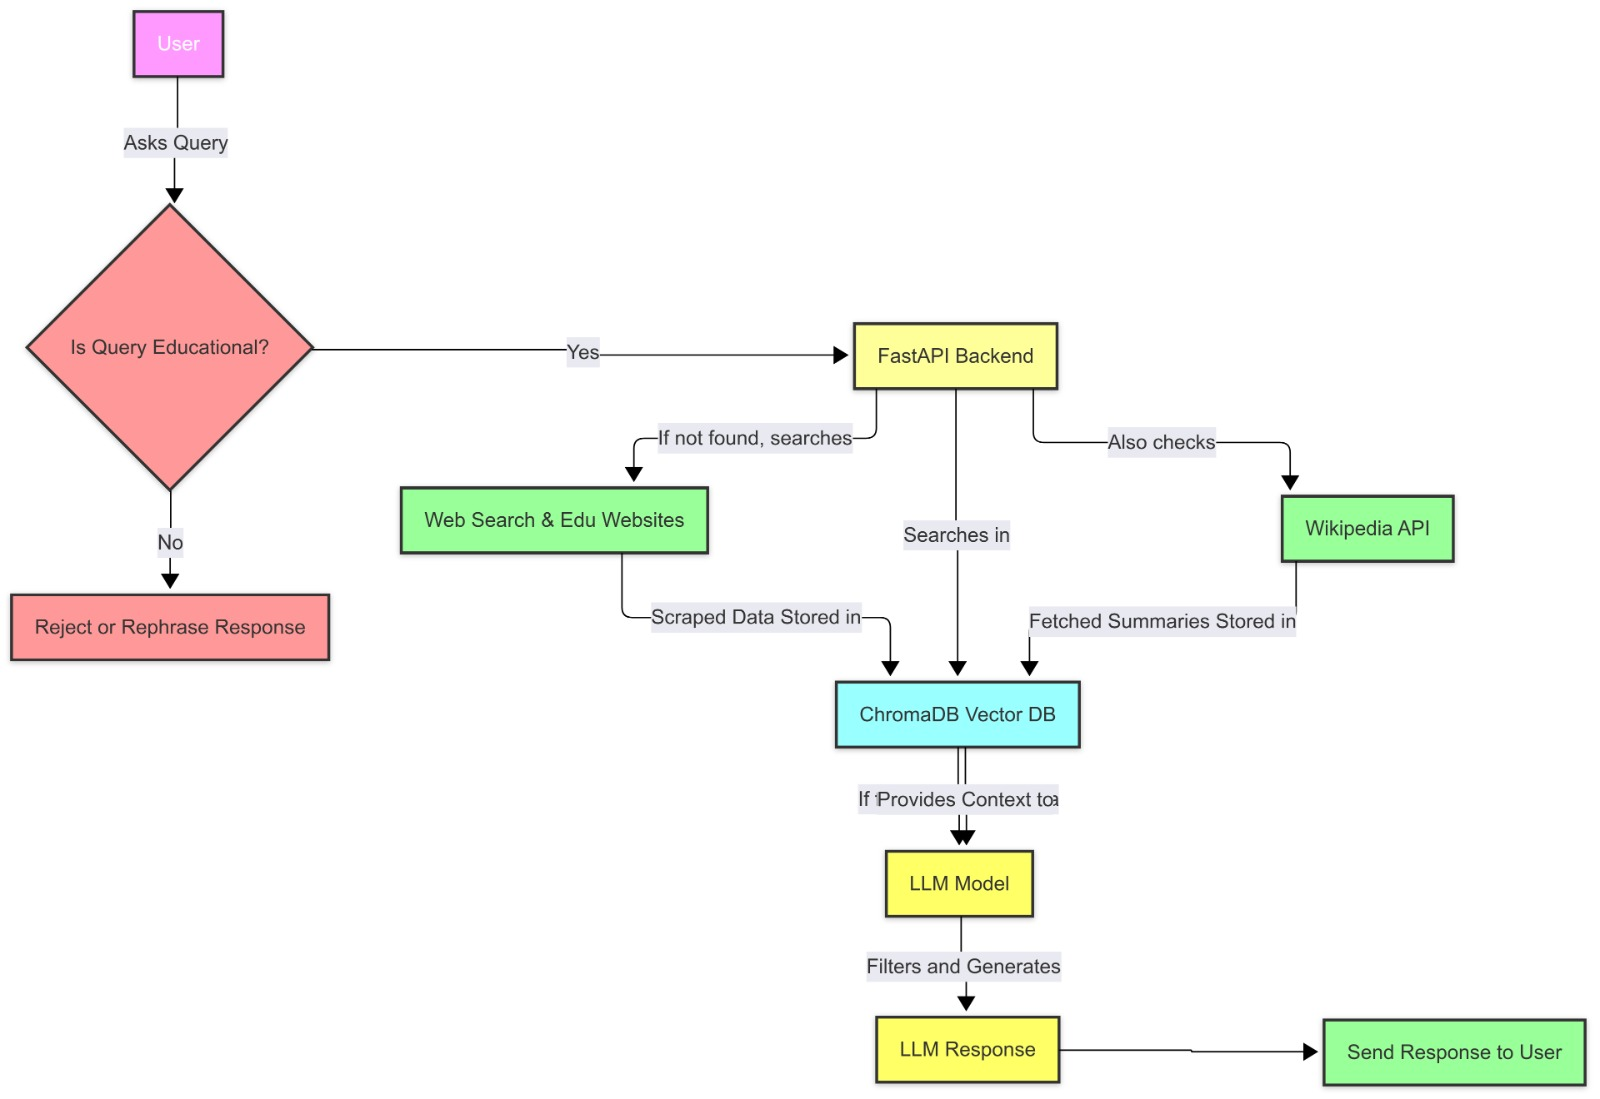 User
Asks Query
Is Query Educational?
Yes
FastAPI Backend
If not found, searches
Also checks
Web Search & Edu Websites
Wikipedia API
Searches in
No
Reject or Rephrase Response
Scraped Data Stored in
Fetched Summaries Stored in
ChromaDB Vector DB
If
Provides Context to
LLM Model
Filters and Generates
LLM Response
Send Response to User